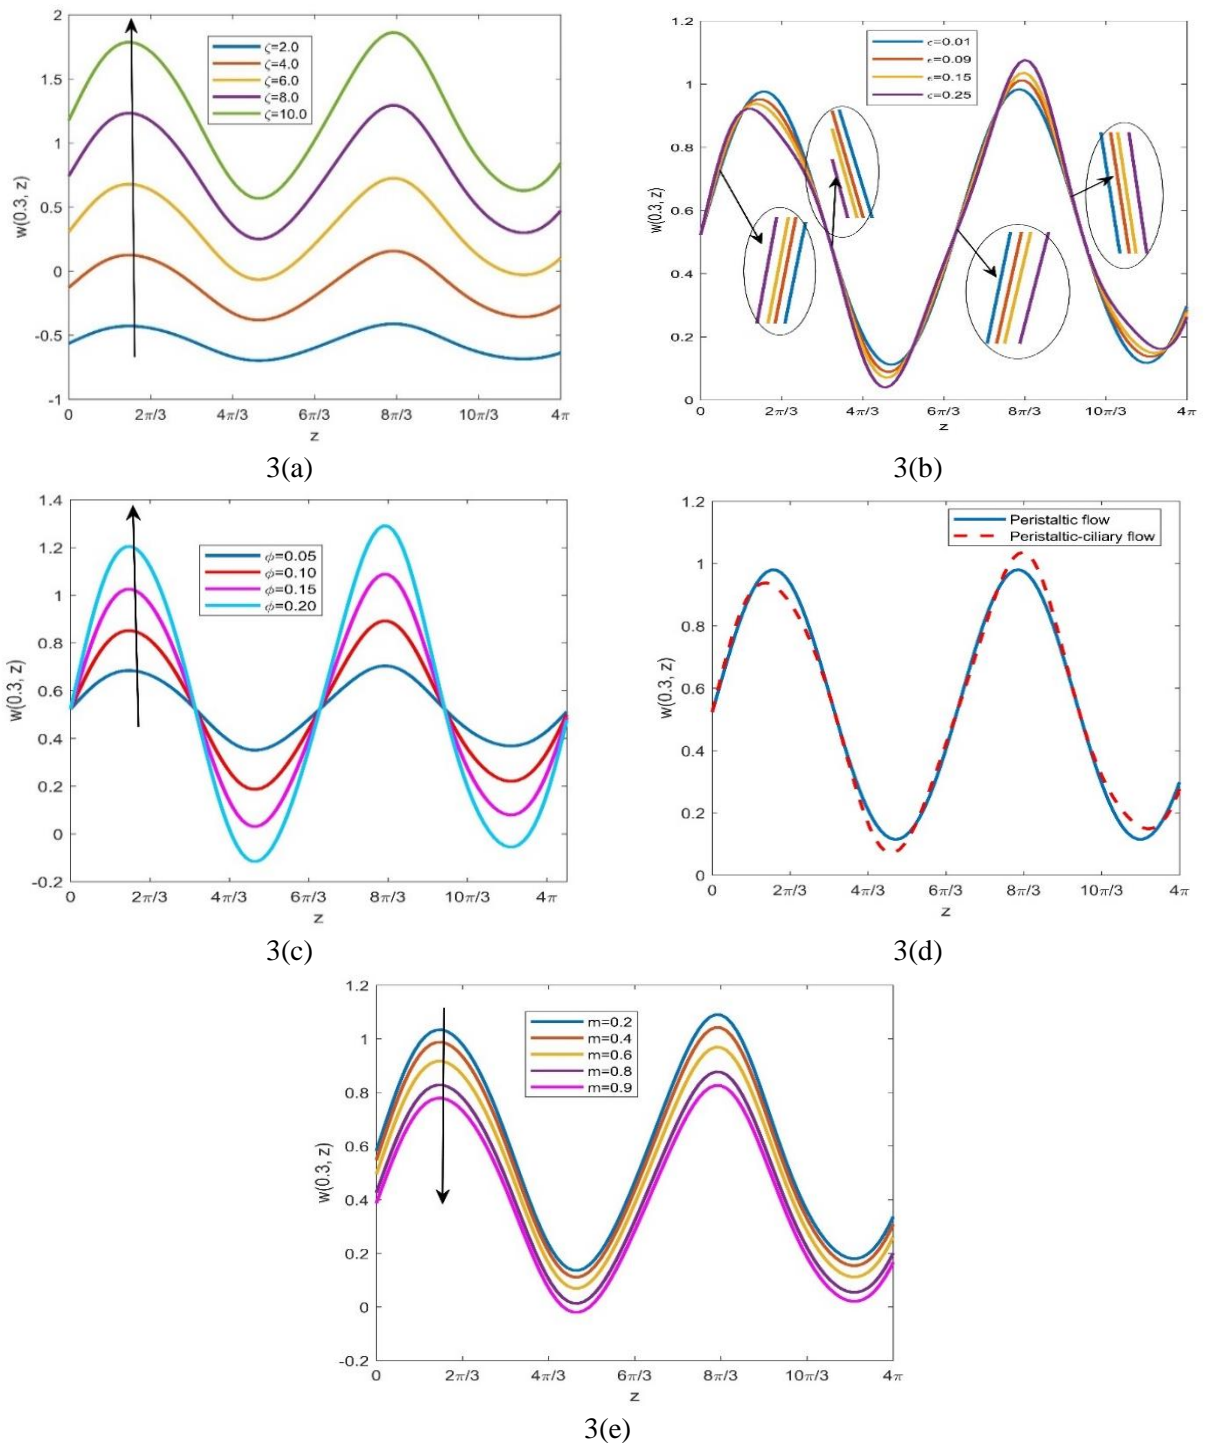 2
1.5
1
0.5
0
-0.5
-1
w(0.3, z)
ζ=2.0
ζ=4.0
ζ=6.0
ζ=8.0
ζ=10.0
0 2π/3 4π/3 6π/3 8π/3 10π/3 4π
z
3(a)
1.2
1
0.8
0.6
0.4
0.2
0
w(0.3, z)
ϵ=0.01
ϵ=0.09
ϵ=0.15
ϵ=0.25
0 2π/3 4π/3 6π/3 8π/3 10π/3 4π
z
3(b)
1.4
1.2
1
0.8
0.6
0.4
0.2
0
-0.2
w(0.3, z)
ϕ=0.05
ϕ=0.10
ϕ=0.15
ϕ=0.20
0 2π/3 4π/3 6π/3 8π/3 10π/3 4π
z
3(c)
1.2
1
0.8
0.6
0.4
0.2
0
w(0.3, z)
Peristaltic flow
Peristaltic-ciliary flow
0 2π/3 4π/3 6π/3 8π/3 10π/3 4π
z
3(d)
1.2
1
0.8
0.6
0.4
0.2
0
-0.2
w(0.3, z)
m=0.2
m=0.4
m=0.6
m=0.8
m=0.9
0 2π/3 4π/3 6π/3 8π/3 10π/3 4π
z
3(e)